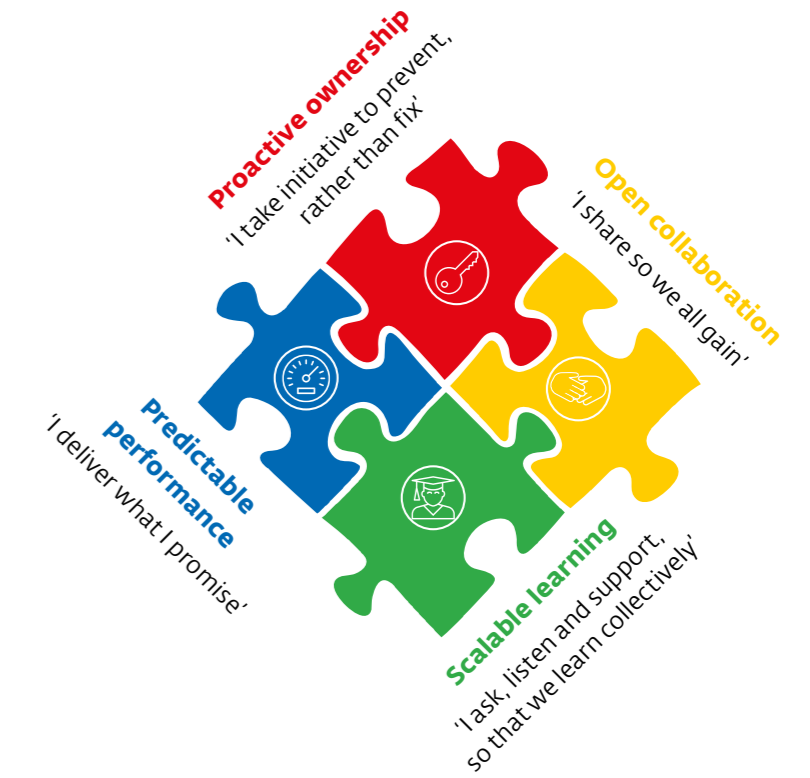 Proactive ownership
‘I take initiative to prevent,
rather than fix’
Open collaboration
‘I share so we all gain’
Predictable
performance
‘I deliver what I promise’
Scalable learning
‘I ask, listen and support,
so that we learn collectively’